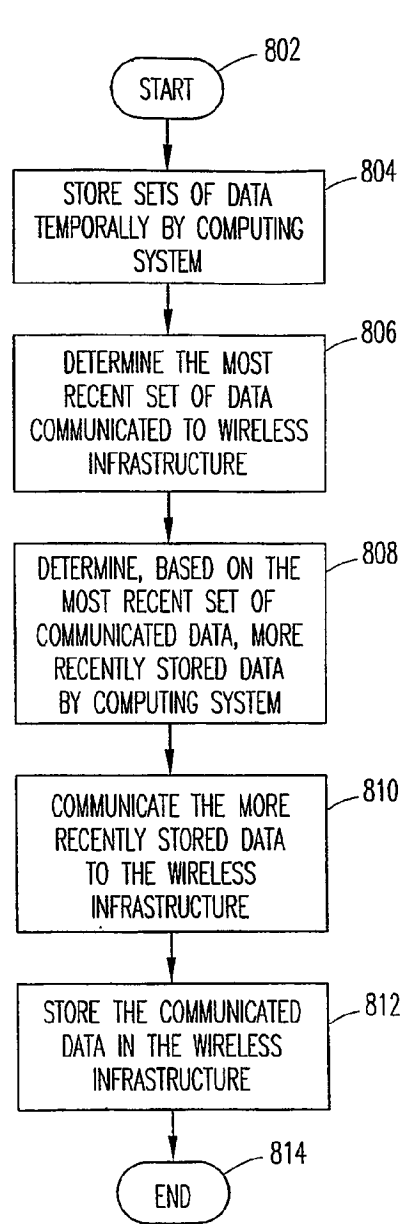 802
START
804
STORE SETS OF DATA
TEMPORALLY BY COMPUTING
SYSTEM
806
DETERMINE THE MOST
RECENT SET OF DATA
COMMUNICATED TO WIRELESS
INFRASTRUCTURE
808
DETERMINE, BASED ON THE
MOST RECENT SET OF
COMMUNICATED DATA, MORE
RECENTLY STORED DATA
BY COMPUTING SYSTEM
810
COMMUNICATE THE MORE
RECENTLY STORED DATA
TO THE WIRELESS
INFRASTRUCTURE
812
STORE THE COMMUNICATED
DATA IN THE WIRELESS
INFRASTRUCTURE
814
END